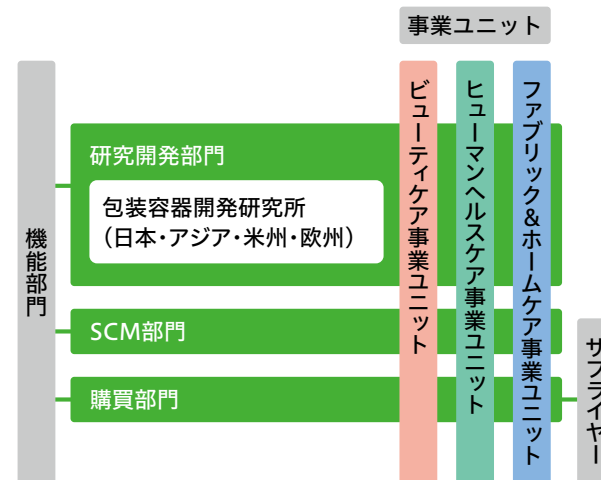 事業ユニット
機能部門
研究開発部門
包装容器開発研究所
（日本・アジア・米州・欧州）
SCM部門
購買部門
ビューティケア事業ユニット
ヒューマンヘルスケア事業ユニット
ファブリック&ホームケア事業ユニット
サプライヤー